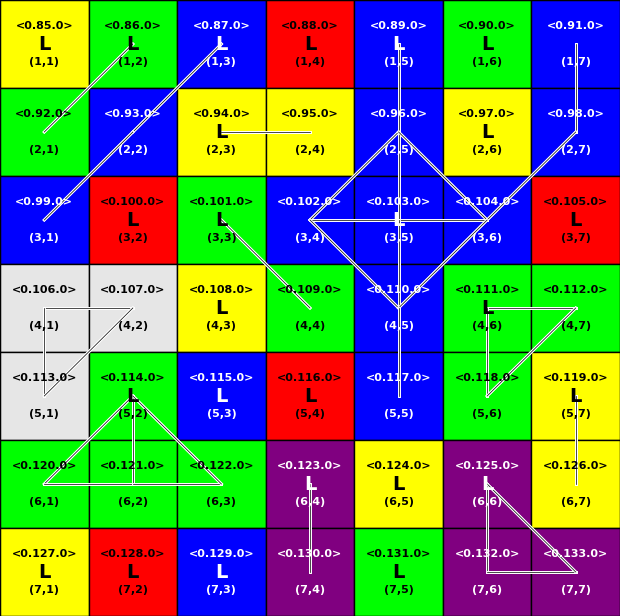 <0.85.0> <0.86.0> <0.87.0> <0.88.0> <0.89.0> <0.90.0> <0.91.0>
L L L L L L
(1,1) (1,2) (1,3) (1,4) (1,5) (1,6) (1,7)
<0.92.0> <0.93.0> <0.94.0> <0.95.0> <0.96.0> <0.97.0> <0.98.0>
L L
(2,1) (2,2) (2,3) (2,4) (2,5) (2,6) (2,7)
<0.99.0> <0.100.0> <0.101.0> <0.102.0> <0.103.0> <0.104.0> <0.105.0>
L L L L
(3,1) (3,2) (3,3) (3,4) (3,5) (3,6) (3,7)
<0.106.0> <0.107.0> <0.108.0> <0.109.0> <0.110.0> <0.111.0> <0.112.0>
L L
(4,1) (4,2) (4,3) (4,4) (4,5) (4,6) (4,7)
<0.113.0> <0.114.0> <0.115.0> <0.116.0> <0.117.0> <0.118.0> <0.119.0>
L L L L
(5,1) (5,2) (5,3) (5,4) (5,5) (5,6) (5,7)
<0.120.0> <0.121.0> <0.122.0> <0.123.0> <0.124.0> <0.125.0> <0.126.0>
L L L
(6,1) (6,2) (6,3) (6,4) (6,5) (6,6) (6,7)
<0.127.0> <0.128.0> <0.129.0> <0.130.0> <0.131.0> <0.132.0> <0.133.0>
L L L L
(7,1) (7,2) (7,3) (7,4) (7,5) (7,6) (7,7)